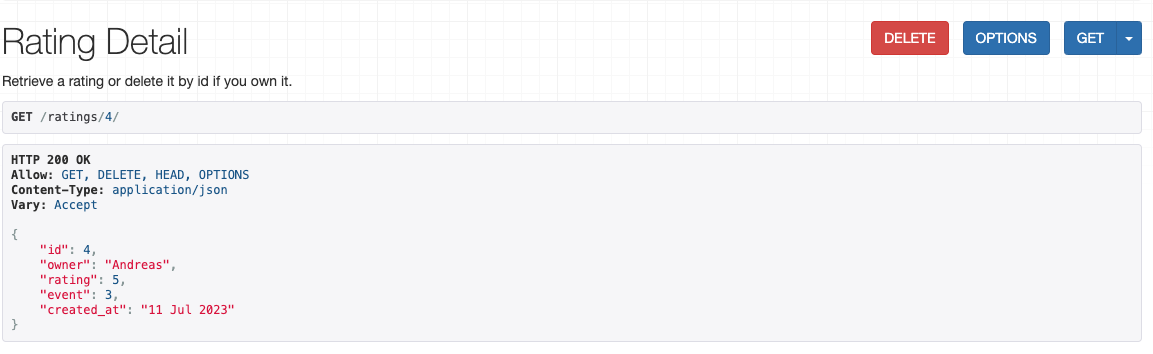 Rating Detail
DELETE
OPTIONS
GET
Retrieve a rating or delete it by id if you own it.
GET /ratings/4/
HTTP 200 OK
Allow: GET, DELETE, HEAD, OPTIONS
Content-Type: application/json
Vary: Accept
{
    "id": 4,
    "owner": "Andreas",
    "rating": 5,
    "event": 3,
    "created_at": "11 Jul 2023"
}